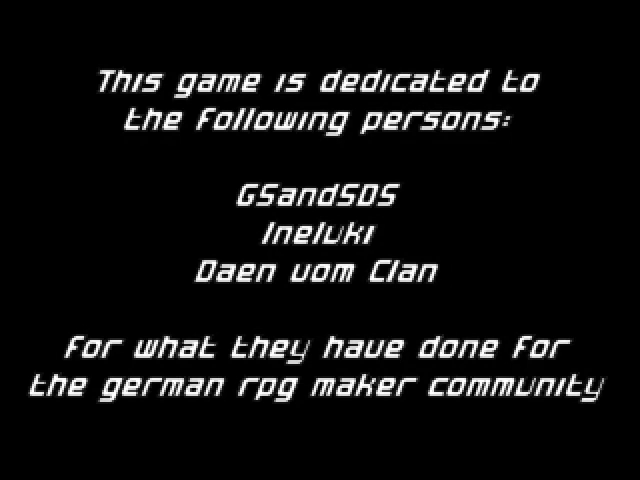 This game is dedicated to
the following persons:
GSandSDS
Ineluki
Daen vom Clan
For what they have done for
the german rpg maker community